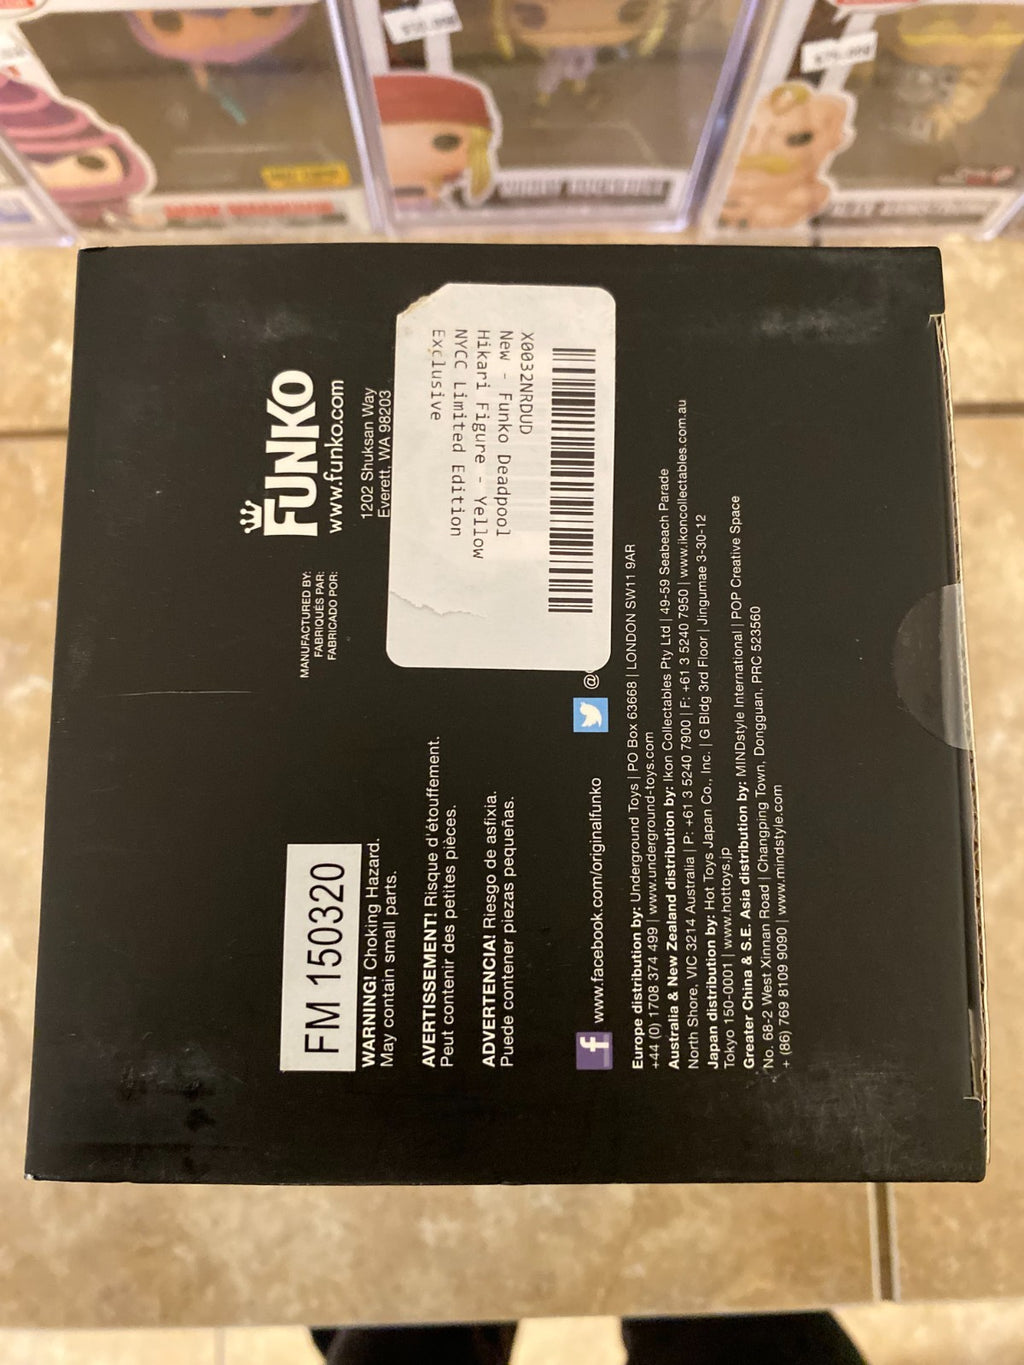 MANUFACTURED BY:
FABRIQUÉS PAR:
FABRICADO POR:
FUNKO
www.funko.com
1202 Shuksan Way
Everett, WA 98203
X0032NRDUD
New - Funko Deadpool
Hikari Figure - Yellow
NYCC Limited Edition
Exclusive
FM 150320
WARNING! Choking Hazard.
May contain small parts.
AVERTISSEMENT! Risque d'étouffement.
Peut contenir des petites pièces.
ADVERTENCIA! Riesgo de asfixia.
Puede contener piezas pequeñas.
f www.facebook.com/originalfunko @
Europe distribution by: Underground Toys | PO Box 63668 | LONDON SW11 9AR
+44 (0) 1708 374 499 | www.underground-toys.com
Australia & New Zealand distribution by: Ikon Collectables Pty Ltd | 49-59 Seabeach Parade
North Shore, VIC 3214 Australia | P: +61 3 5240 7900 | F: +61 3 5240 7950 | www.ikoncollectables.com.au
Japan distribution by: Hot Toys Japan Co., Inc. | G Bldg 3rd Floor | Jingumae 3-30-12
Tokyo 150-0001 | www.hottoys.jp
Greater China & S.E. Asia distribution by: MINDstyle International | POP Creative Space
No. 68-2 West Xinnan Road | Changping Town, Dongguan, PRC 523560
+ (86) 769 8109 9090 | www.mindstyle.com